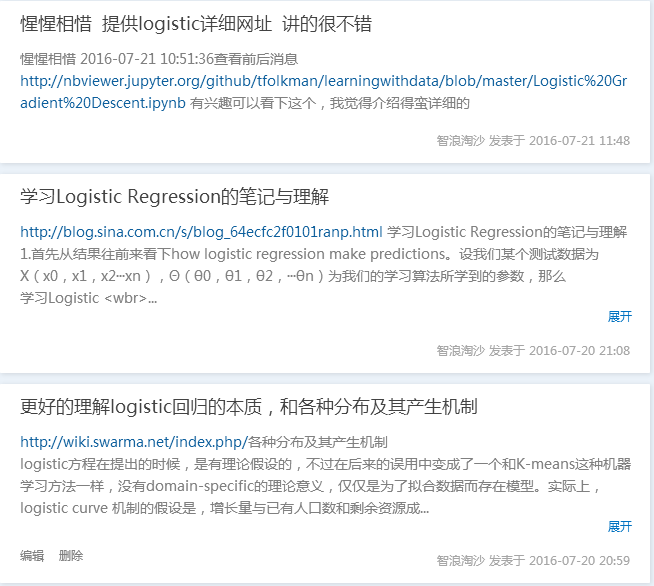 惺惺相惜  提供logistic详细网址  讲的很不错
惺惺相惜 2016-07-21 10:51:36查看前后消息
http://nbviewer.jupyter.org/github/tfolkman/learningwithdata/blob/master/Logistic%20Gr
adient%20Descent.ipynb 有兴趣可以看下这个，我觉得介绍得蛮详细的
智浪淘沙 发表于 2016-07-21 11:48
学习Logistic Regression的笔记与理解
http://blog.sina.com.cn/s/blog_64ecfc2f0101ranp.html 学习Logistic Regression的笔记与理解
1.首先从结果往前来看下how logistic regression make predictions。设我们某个测试数据为
X（x0，x1，x2···xn），Θ（θ0，θ1，θ2，···θn）为我们的学习算法所学到的参数，那么
学习Logistic <wbr>...
展开
智浪淘沙 发表于 2016-07-20 21:08
更好的理解logistic回归的本质，和各种分布及其产生机制
http://wiki.swarma.net/index.php/各种分布及其产生机制
logistic方程在提出的时候，是有理论假设的，不过在后来的误用中变成了一个和K-means这种机器
学习方法一样，没有domain-specific的理论意义，仅仅是为了拟合数据而存在模型。实际上，
logistic curve 机制的假设是，增长量与已有人口数和剩余资源成...
展开
编辑 删除
智浪淘沙 发表于 2016-07-20 20:59